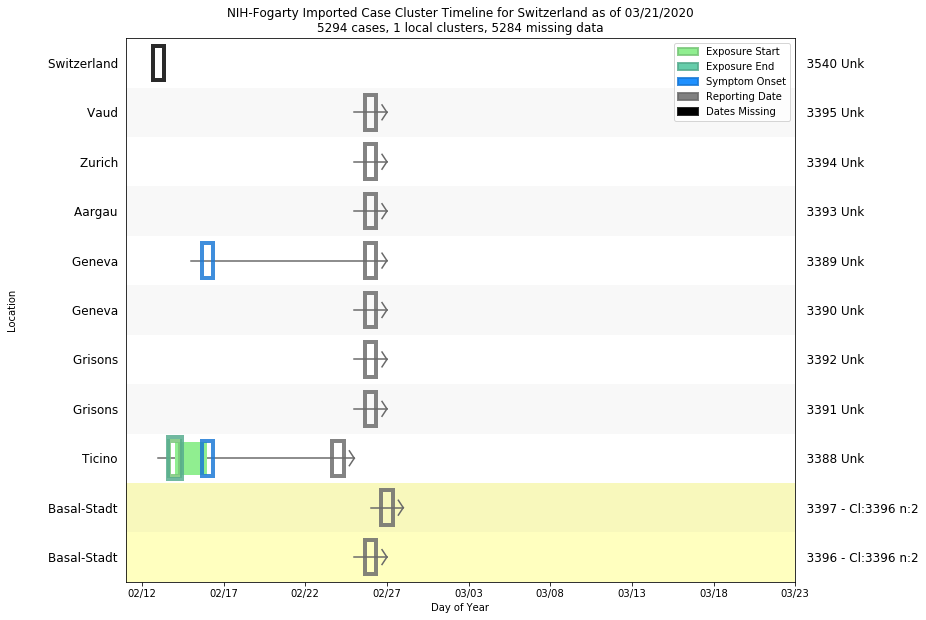 NIH-Fogarty Imported Case Cluster Timeline for Switzerland as of 03/21/2020
5294 cases, 1 local clusters, 5284 missing data
Exposure Start
Exposure End
Symptom Onset
Reporting Date
Dates Missing
Location
Switzerland 3540 Unk
Vaud 3395 Unk
Zurich 3394 Unk
Aargau 3393 Unk
Geneva 3389 Unk
Geneva 3390 Unk
Grisons 3392 Unk
Grisons 3391 Unk
Ticino 3388 Unk
Basal-Stadt 3397 - Cl:3396 n:2
Basal-Stadt 3396 - Cl:3396 n:2
02/12 02/17 02/22 02/27 03/03 03/08 03/13 03/18 03/23
Day of Year